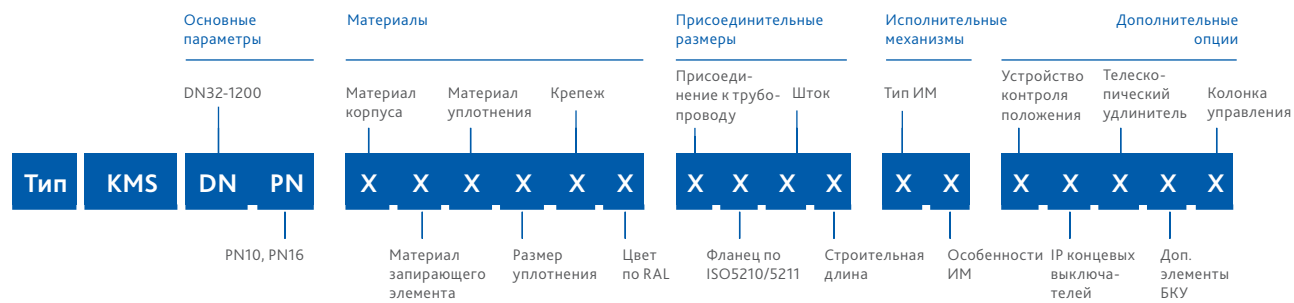 Основные
параметры
Материалы
Присоединительные
размеры
Исполнительные
механизмы
Дополнительные
опции
DN32-1200
Материал
корпуса
Материал
уплотнения
Крепеж
Присоеди-
нение к трубо-
проводу
Шток
Тип ИМ
Устройство
контроля
положения
Телеско-
пический
удлинитель
Колонка
управления
Тип KMS DN PN X X X X X X X X X X X X X X X X X
PN10, PN16
Материал
запирающего
элемента
Размер
уплотнения
Цвет
по RAL
Фланец по
ISO5210/5211
Строительная
длина
Особенности
ИМ
IP концевых
выключа-
телей
Доп.
элементы
БКУ